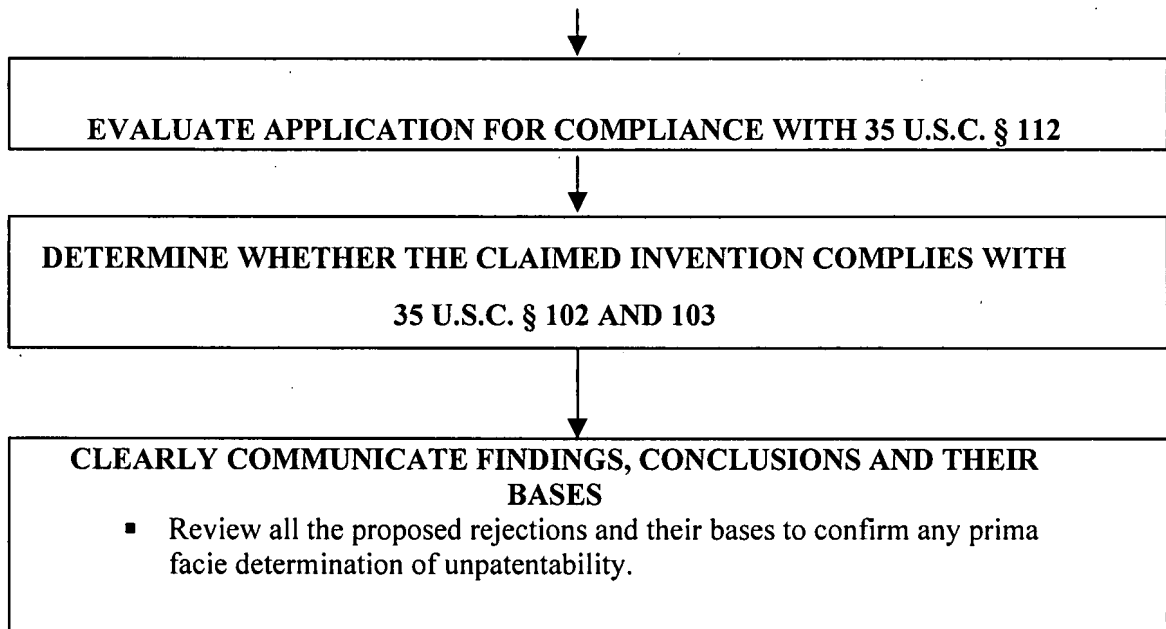 EVALUATE APPLICATION FOR COMPLIANCE WITH 35 U.S.C. § 112
DETERMINE WHETHER THE CLAIMED INVENTION COMPLIES WITH
35 U.S.C. § 102 AND 103
CLEARLY COMMUNICATE FINDINGS, CONCLUSIONS AND THEIR
BASES
▪ Review all the proposed rejections and their bases to confirm any prima
facie determination of unpatentability.